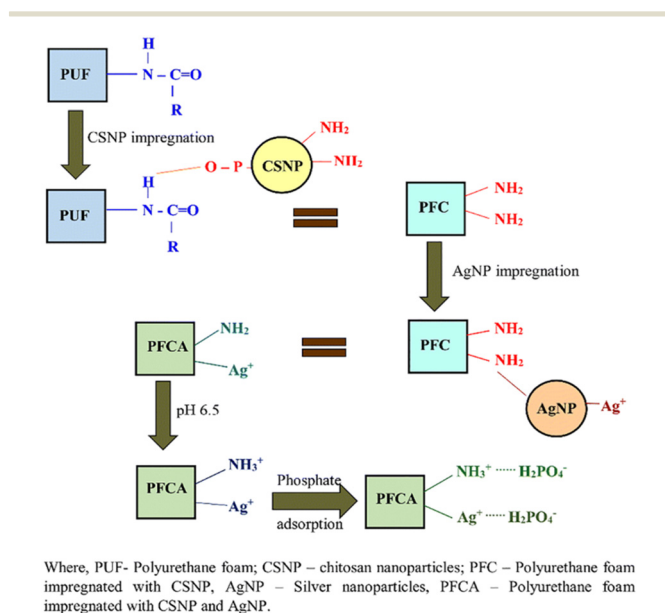 H
PUF
N – C=O
R
CSNP impregnation
NH2
NH2
O – P
CSNP
H
PUF
N – C=O
R
PFC
NH2
NH2
AgNP impregnation
PFCA
NH2
Ag+
PFC
NH2
NH2
AgNP
Ag+
pH 6.5
PFCA
NH3+
Ag+
Phosphate
adsorption
PFCA
NH3+ ...... H2PO4-
Ag+ ...... H2PO4-
Where, PUF- Polyurethane foam; CSNP – chitosan nanoparticles; PFC – Polyurethane foam
impregnated with CSNP, AgNP – Silver nanoparticles, PFCA – Polyurethane foam
impregnated with CSNP and AgNP.